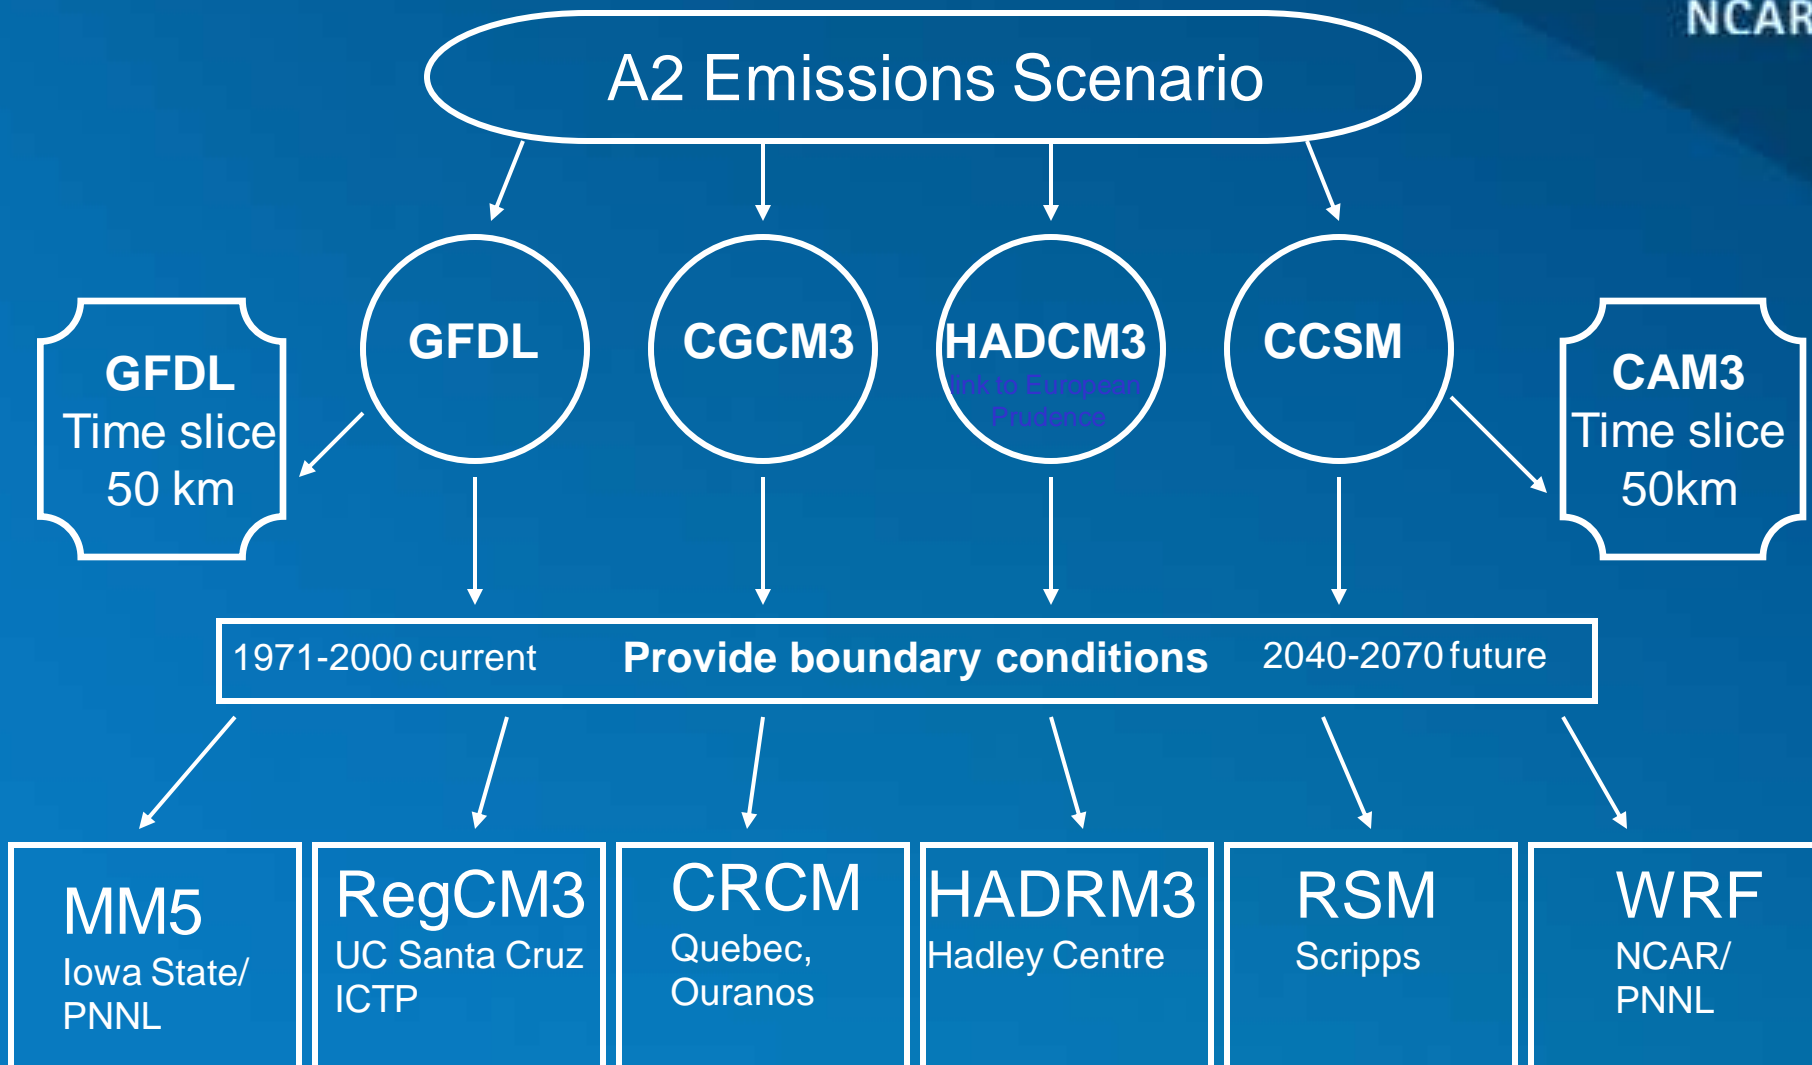 NCAR
A2 Emissions Scenario
GFDL
CGCM3
HADCM3
link to European
Prudence
CCSM
GFDL
Time slice
50 km
CAM3
Time slice
50km
1971-2000 current
Provide boundary conditions
2040-2070 future
MM5
Iowa State/
PNNL
RegCM3
UC Santa Cruz
ICTP
CRCM
Quebec,
Ouranos
HADRM3
Hadley Centre
RSM
Scripps
WRF
NCAR/
PNNL